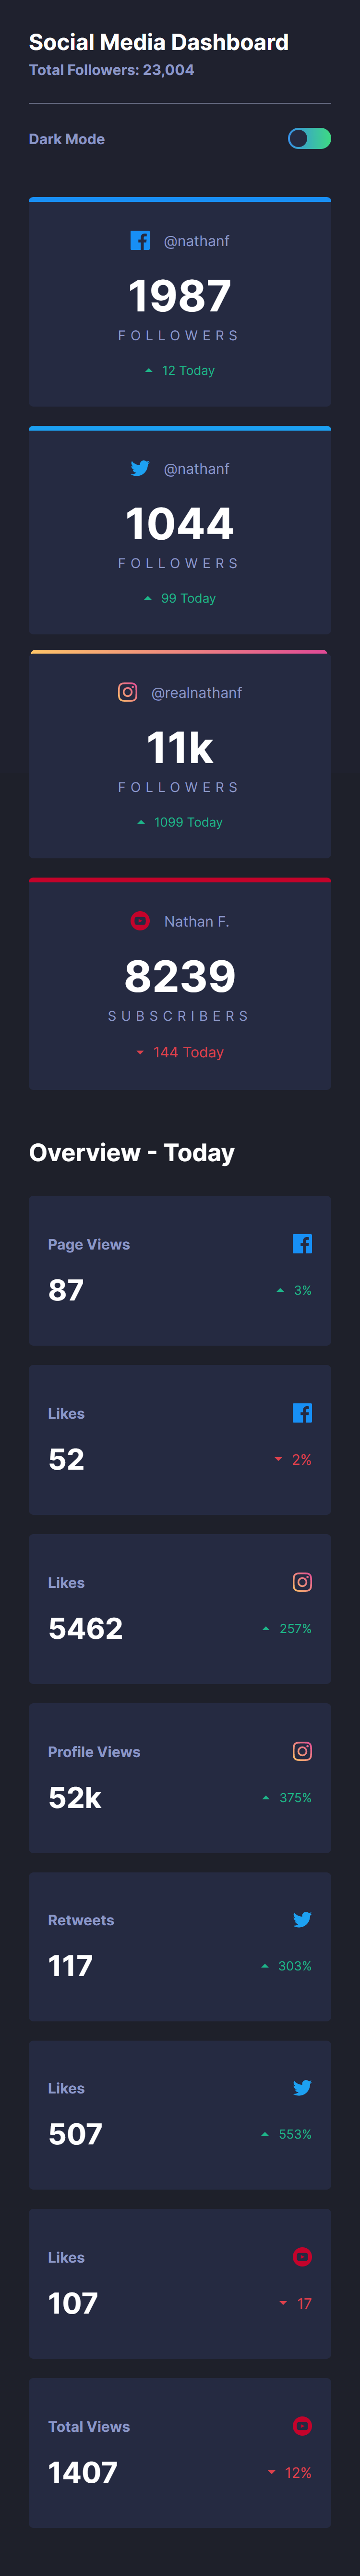 Social Media Dashboard
Total Followers: 23,004
Dark Mode
@nathanf
1987
FOLLOWERS
12 Today
@nathanf
1044
FOLLOWERS
99 Today
@realnathanf
11k
FOLLOWERS
1099 Today
Nathan F.
8239
SUBSCRIBERS
144 Today
Overview - Today
Page Views
87
3%
Likes
52
2%
Likes
5462
257%
Profile Views
52k
375%
Retweets
117
303%
Likes
507
553%
Likes
107
17
Total Views
1407
12%